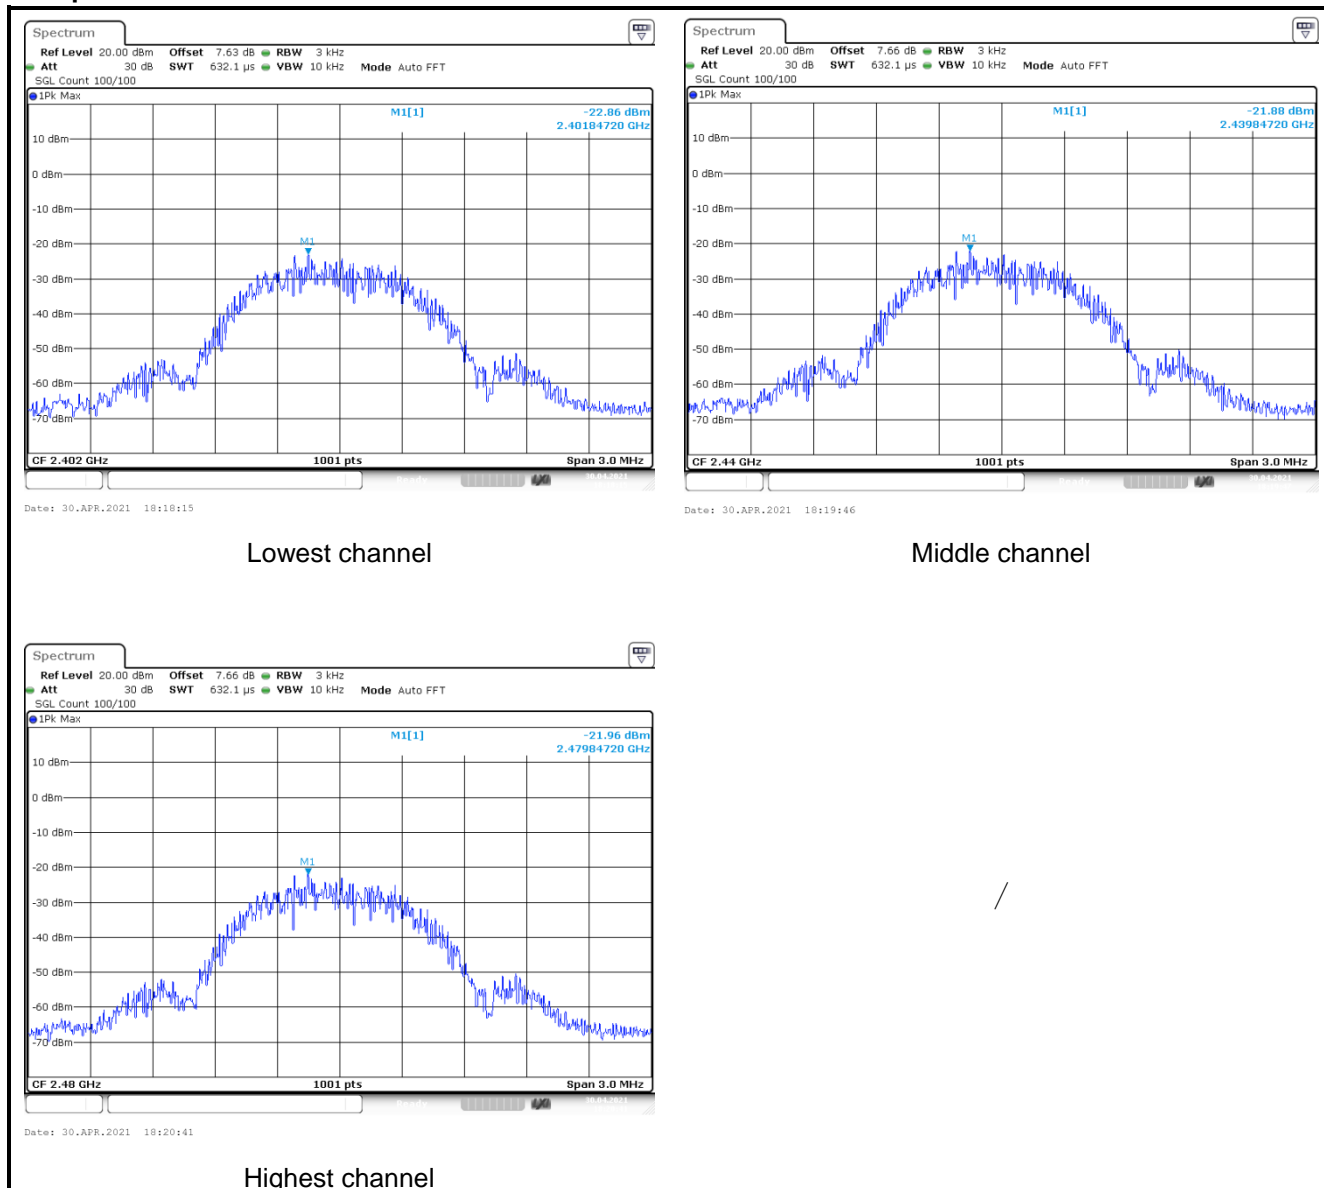 Spectrum
Ref Level 20.00 dBm Offset 7.63 dB RBW 3 kHz
Att 30 dB SWT 632.1 µs VBW 10 kHz Mode Auto FFT
SGL Count 100/100
1Pk Max
M1[1] -22.86 dBm
2.40184720 GHz
10 dBm
0 dBm
-10 dBm
-20 dBm
M1
-30 dBm
-40 dBm
-50 dBm
-60 dBm
-70 dBm
CF 2.402 GHz 1001 pts Span 3.0 MHz
Ready 30.04.2021
Date: 30.APR.2021 18:18:15
Lowest channel
Spectrum
Ref Level 20.00 dBm Offset 7.66 dB RBW 3 kHz
Att 30 dB SWT 632.1 µs VBW 10 kHz Mode Auto FFT
SGL Count 100/100
1Pk Max
M1[1] -21.88 dBm
2.43984720 GHz
10 dBm
0 dBm
-10 dBm
-20 dBm
M1
-30 dBm
-40 dBm
-50 dBm
-60 dBm
-70 dBm
CF 2.44 GHz 1001 pts Span 3.0 MHz
Ready 30.04.2021
Date: 30.APR.2021 18:19:46
Middle channel
Spectrum
Ref Level 20.00 dBm Offset 7.66 dB RBW 3 kHz
Att 30 dB SWT 632.1 µs VBW 10 kHz Mode Auto FFT
SGL Count 100/100
1Pk Max
M1[1] -21.96 dBm
2.47984720 GHz
10 dBm
0 dBm
-10 dBm
-20 dBm
M1
-30 dBm
-40 dBm
-50 dBm
-60 dBm
-70 dBm
CF 2.48 GHz 1001 pts Span 3.0 MHz
Ready 30.04.2021
Date: 30.APR.2021 18:20:41
Highest channel
/